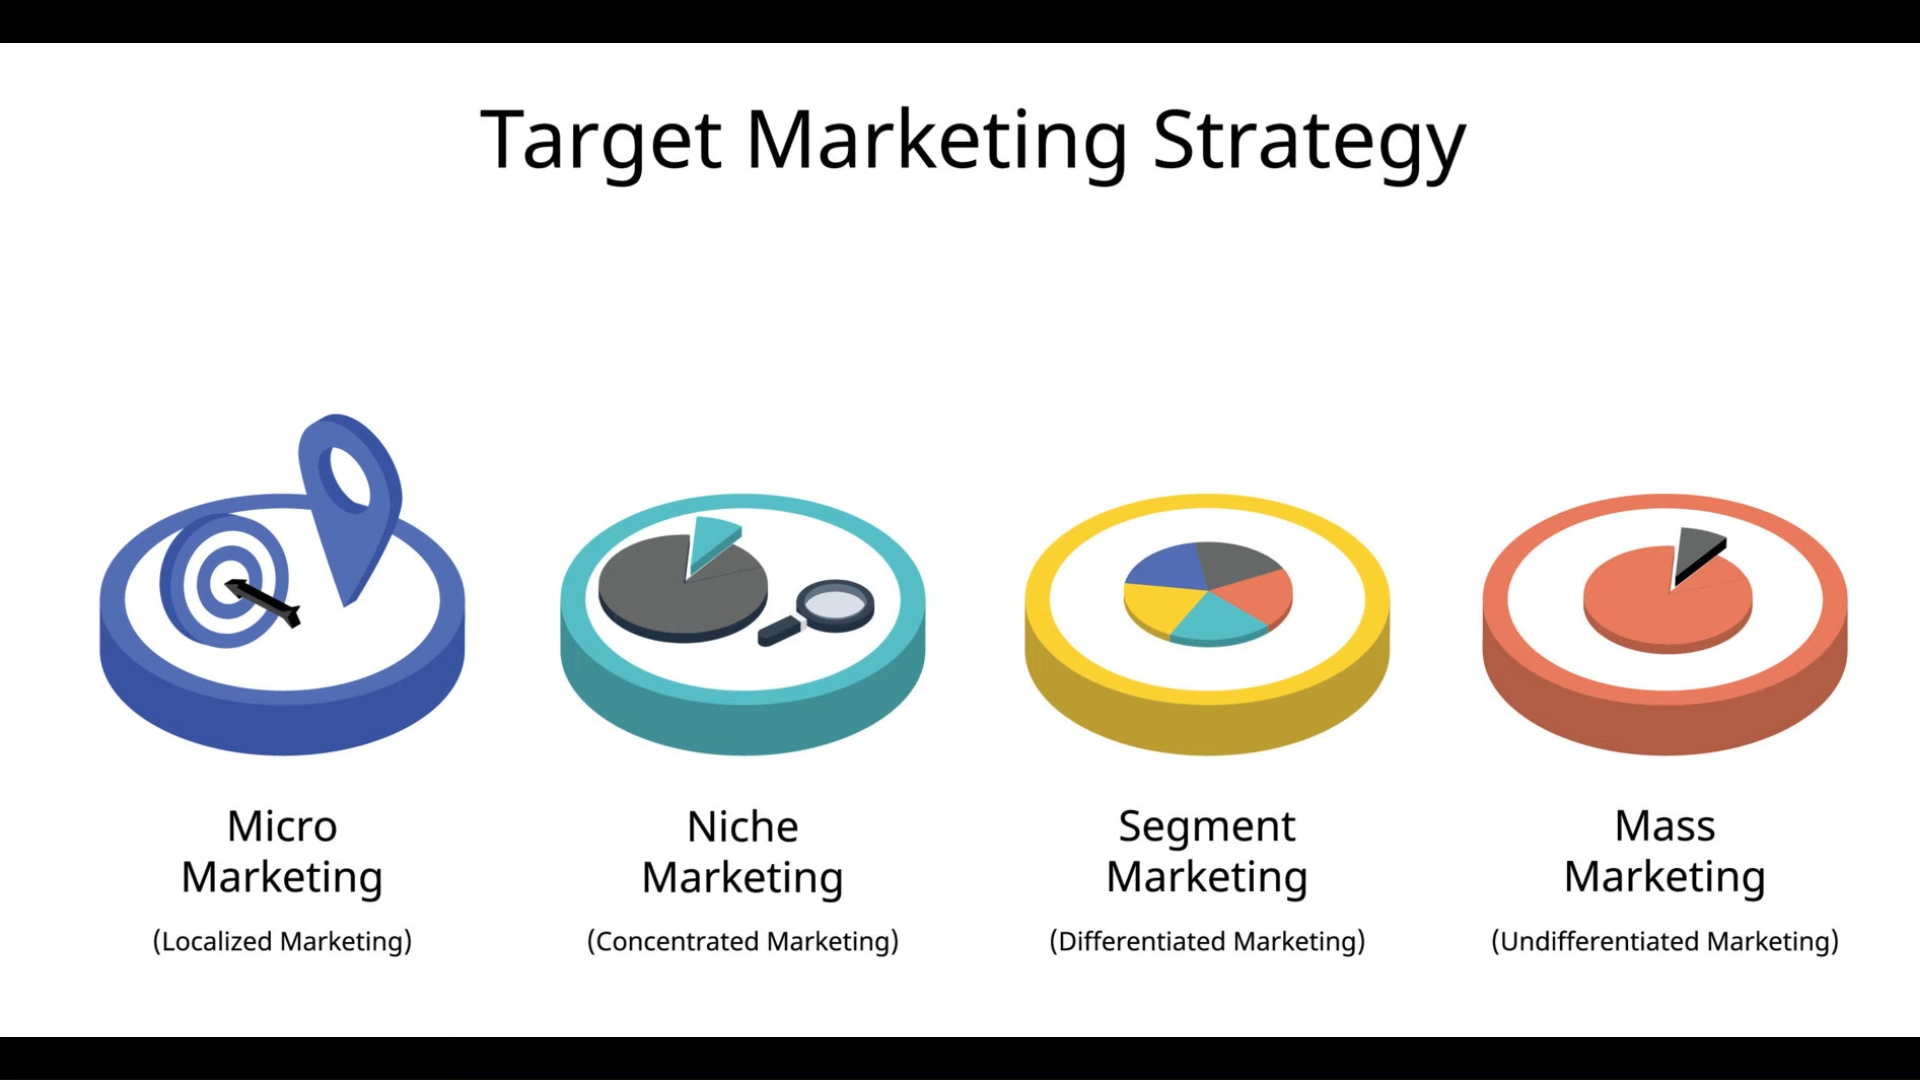 Target Marketing Strategy
Micro
Marketing
(Localized Marketing)
Niche
Marketing
(Concentrated Marketing)
Segment
Marketing
(Differentiated Marketing)
Mass
Marketing
(Undifferentiated Marketing)